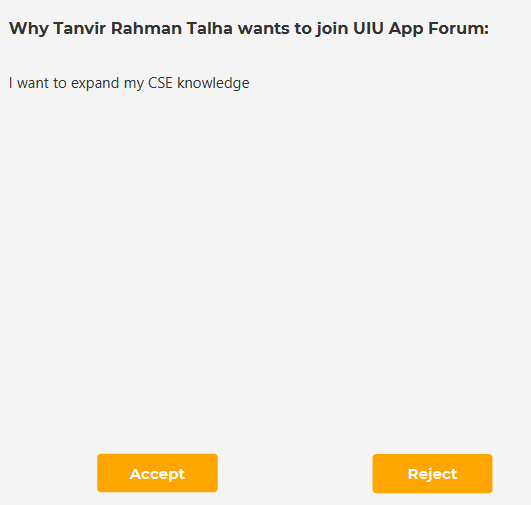 Why Tanvir Rahman Talha wants to join UIU App Forum:
I want to expand my CSE knowledge
Accept
Reject